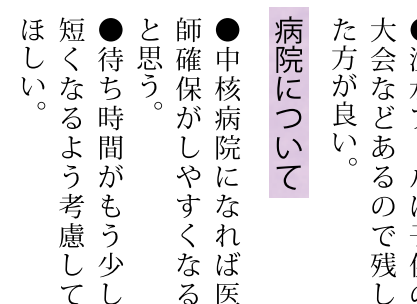 大会などあるので残し
た方が良い。
病院について
●中核病院になれば医
師確保がしやすくなる
と思う。
●待ち時間がもう少し
短くなるよう考慮して
ほしい。